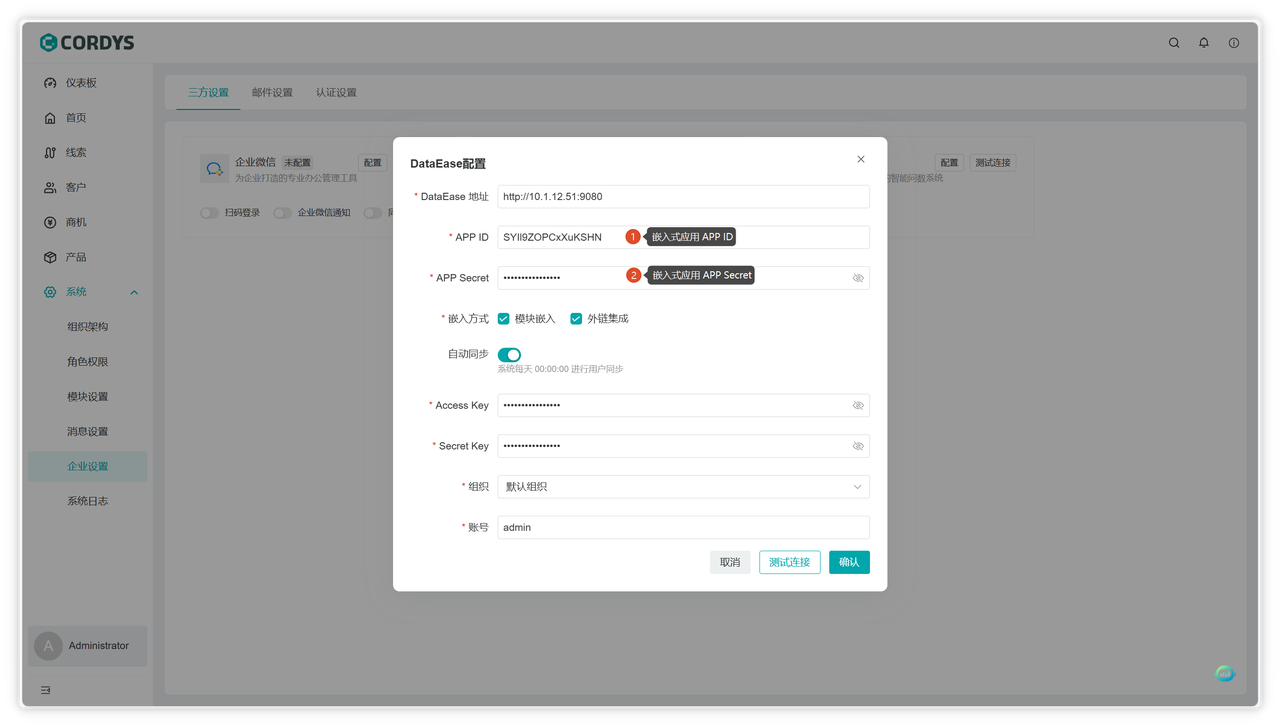 CORDYS
仪表板
首页
线索
客户
商机
产品
系统
组织架构
角色权限
模块设置
消息设置
企业设置
系统日志
A Administrator
三方设置 邮件设置 认证设置
企业微信 未配置 配置
为企业打造的专业办公管理工具
扫码登录 企业微信通知
配置 测试连接
的智能问数系统
DataEase配置
* DataEase 地址 http://10.1.12.51:9080
* APP ID SYIl9ZOPCxXuKSHN 1 嵌入式应用 APP ID
* APP Secret •••••••••••••••• 2 嵌入式应用 APP Secret
* 嵌入方式 模块嵌入 外链集成
自动同步
系统每天 00:00:00 进行用户同步
* Access Key ••••••••••••••••
* Secret Key ••••••••••••••••
* 组织 默认组织
* 账号 admin
取消 测试连接 确认